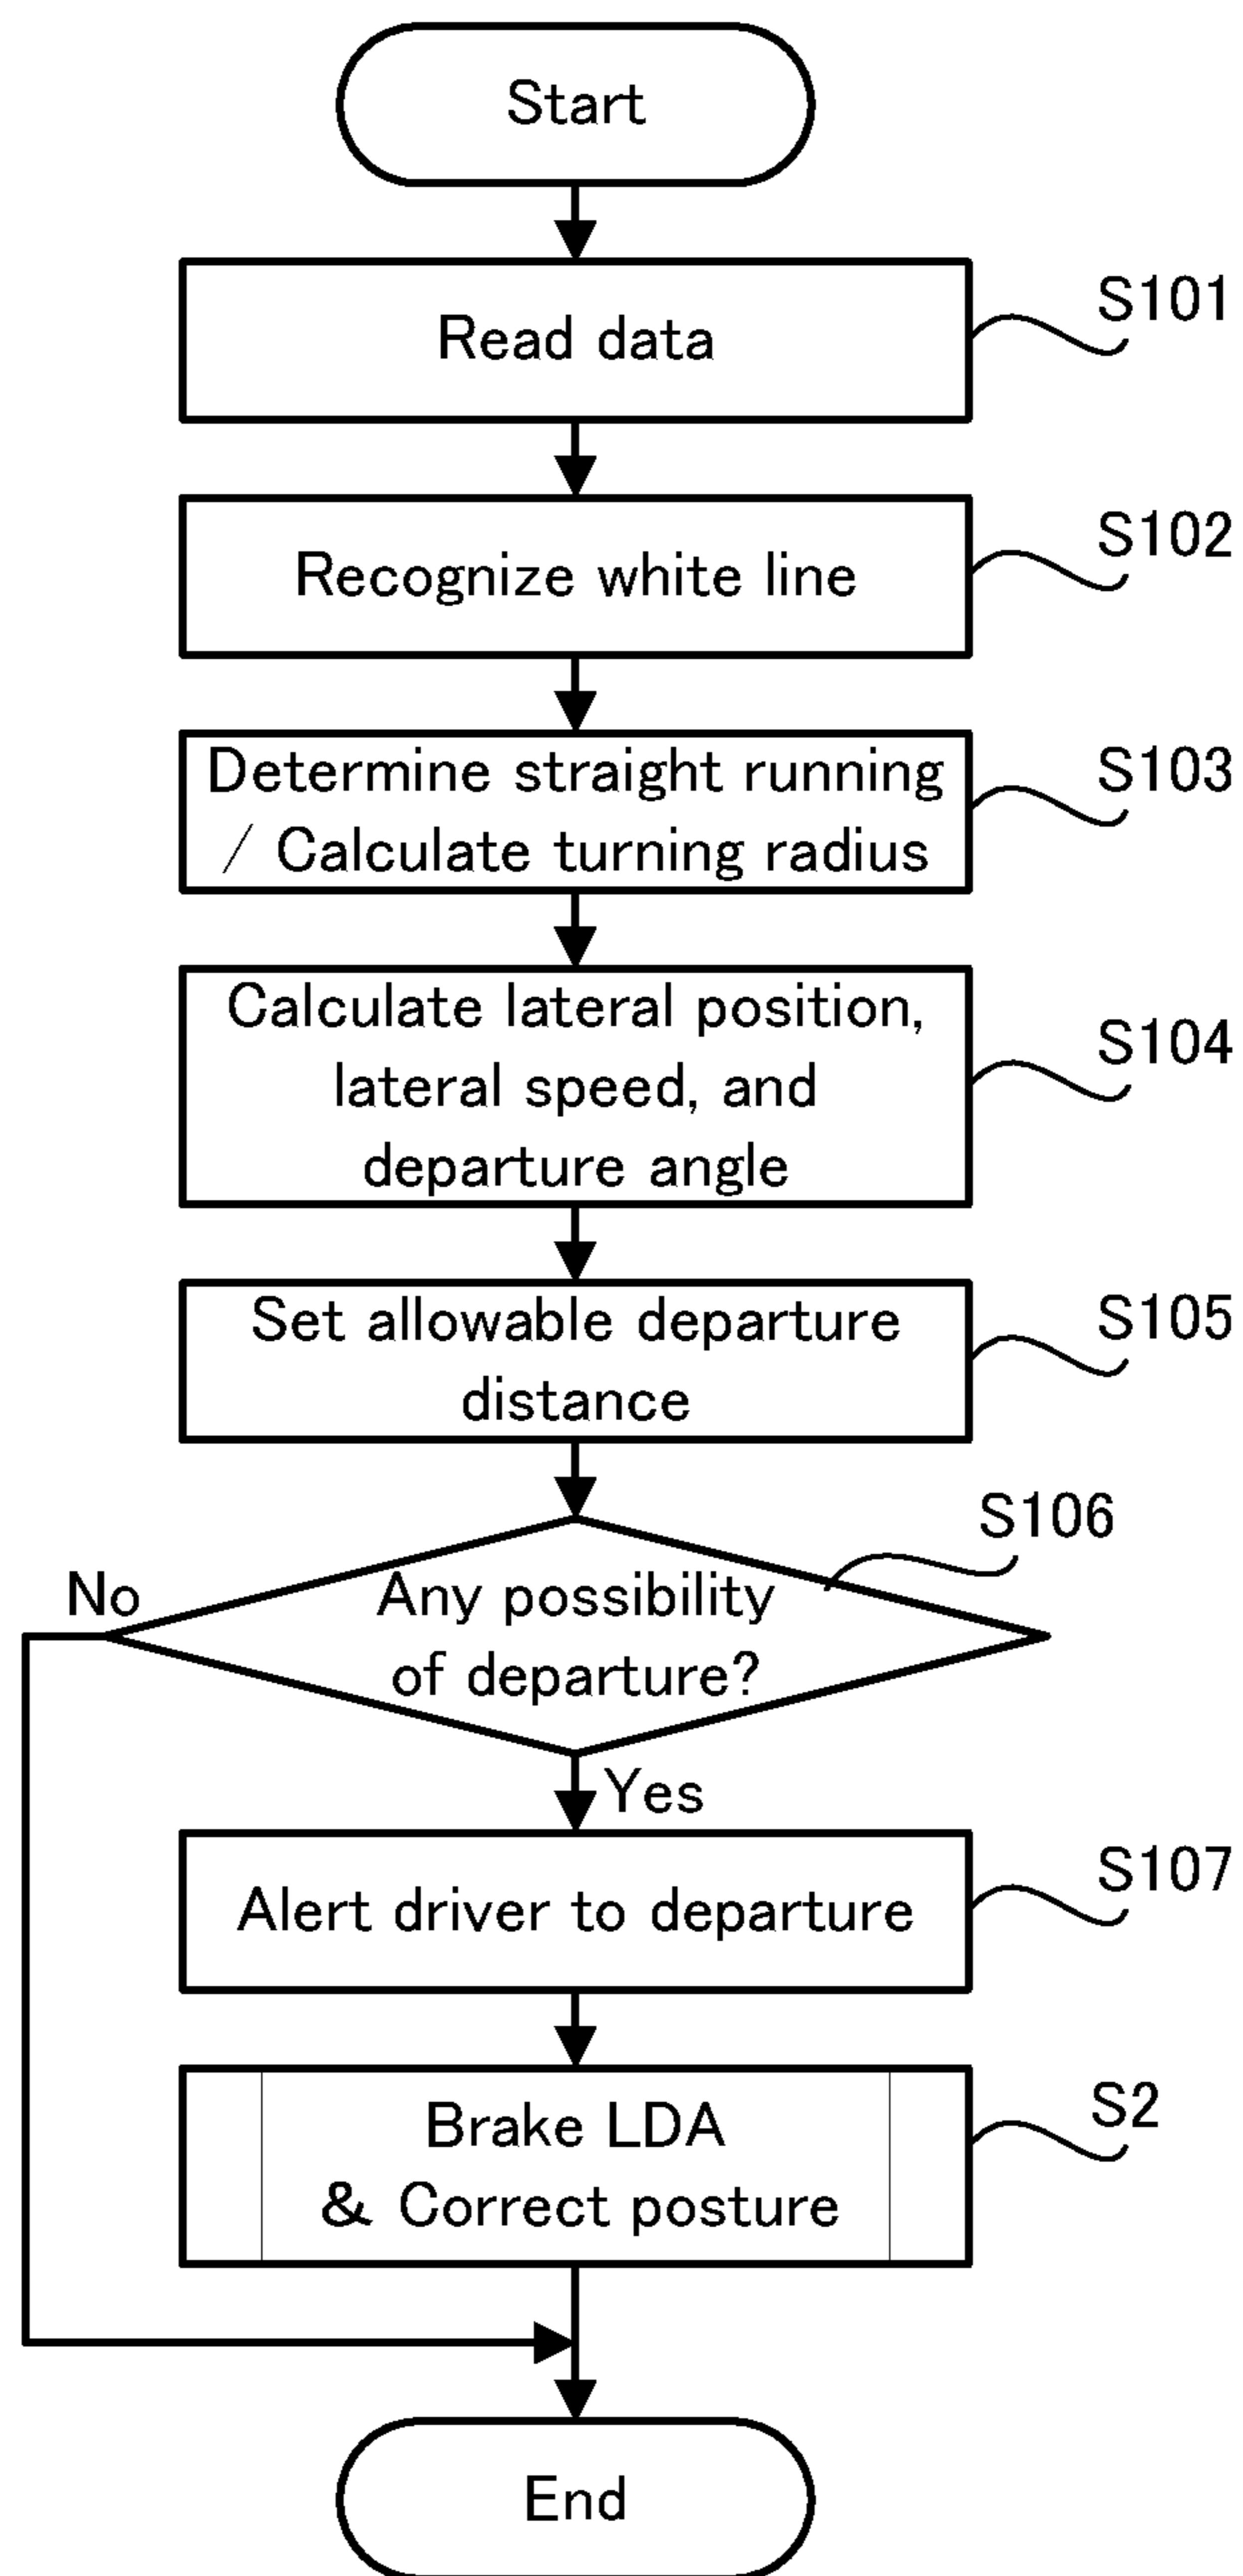 Start
Read data
S101
Recognize white line
S102
Determine straight running
/ Calculate turning radius
S103
Calculate lateral position,
lateral speed, and
departure angle
S104
Set allowable departure
distance
S105
S106
No
Any possibility
of departure?
Yes
Alert driver to departure
S107
Brake LDA
& Correct posture
S2
End